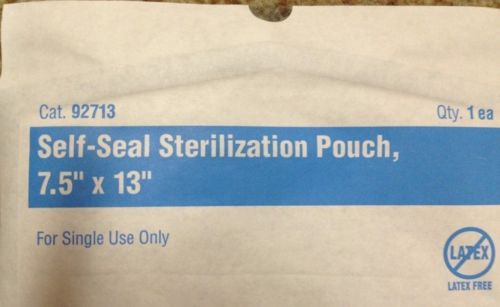 Cat. 92713 Qty. 1 ea
Self-Seal Sterilization Pouch,
7.5" x 13"
For Single Use Only
LATEX
LATEX FREE